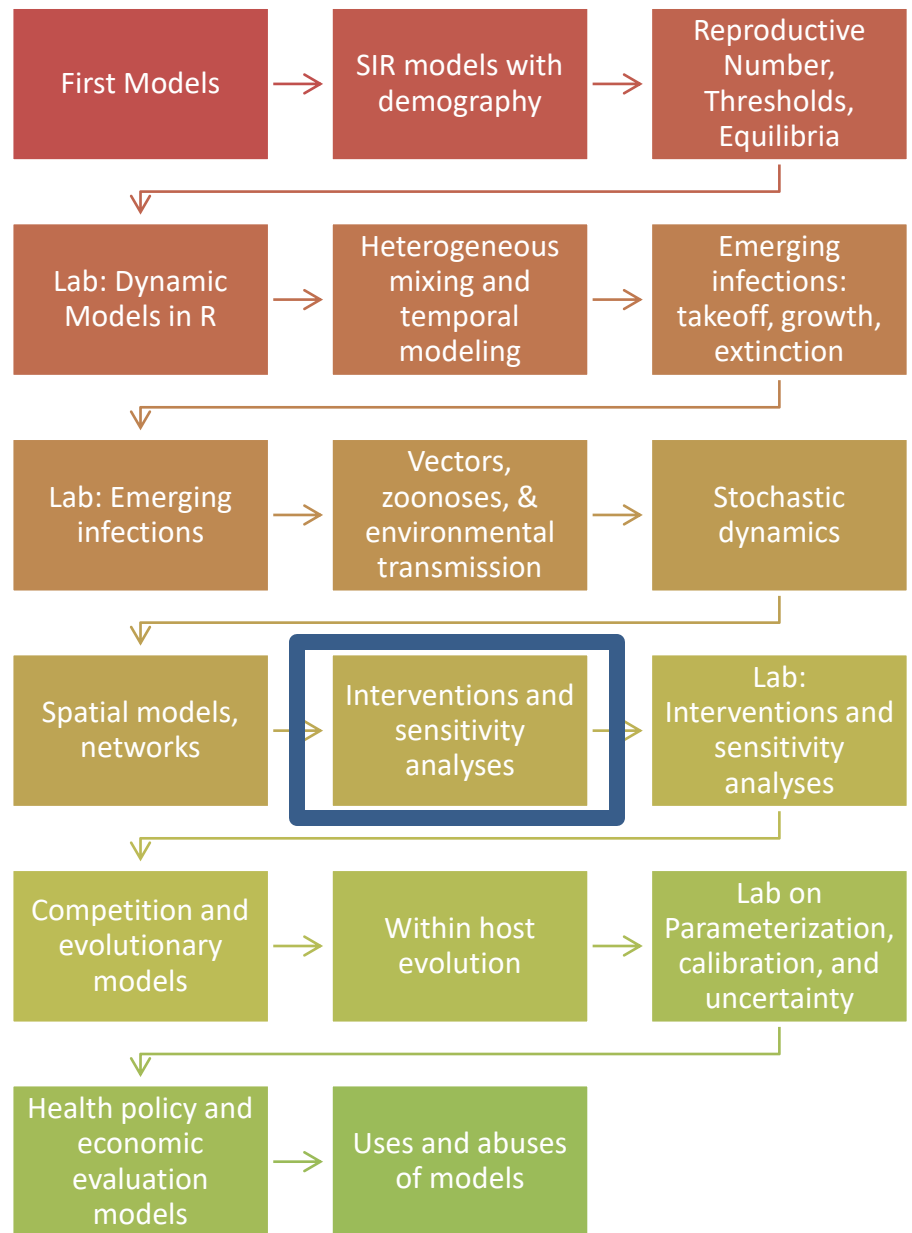 First Models
SIR models with
demography
Reproductive
Number,
Thresholds,
Equilibria
Lab: Dynamic
Models in R
Heterogeneous
mixing and
temporal
modeling
Emerging
infections:
takeoff, growth,
extinction
Lab: Emerging
infections
Vectors,
zoonoses, &
environmental
transmission
Stochastic
dynamics
Spatial models,
networks
Interventions and
sensitivity
analyses
Lab:
Interventions and
sensitivity
analyses
Competition and
evolutionary
models
Within host
evolution
Lab on
Parameterization,
calibration, and
uncertainty
Health policy and
economic
evaluation
models
Uses and abuses
of models